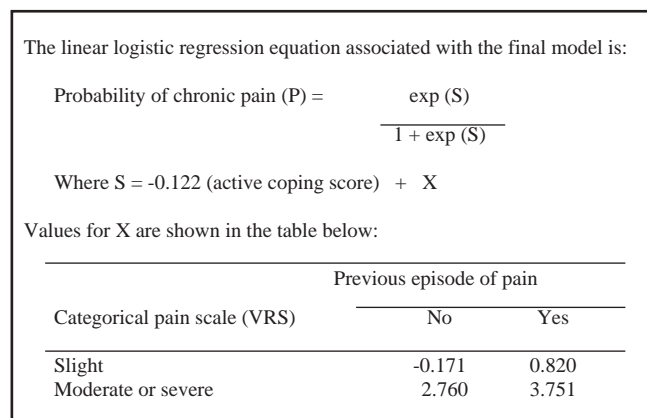 The linear logistic regression equation associated with the final model is:
Probability of chronic pain (P) = exp (S)
1 + exp (S)
Where S = -0.122 (active coping score) + X
Values for X are shown in the table below:
Previous episode of pain
Categorical pain scale (VRS) No Yes
Slight -0.171 0.820
Moderate or severe 2.760 3.751